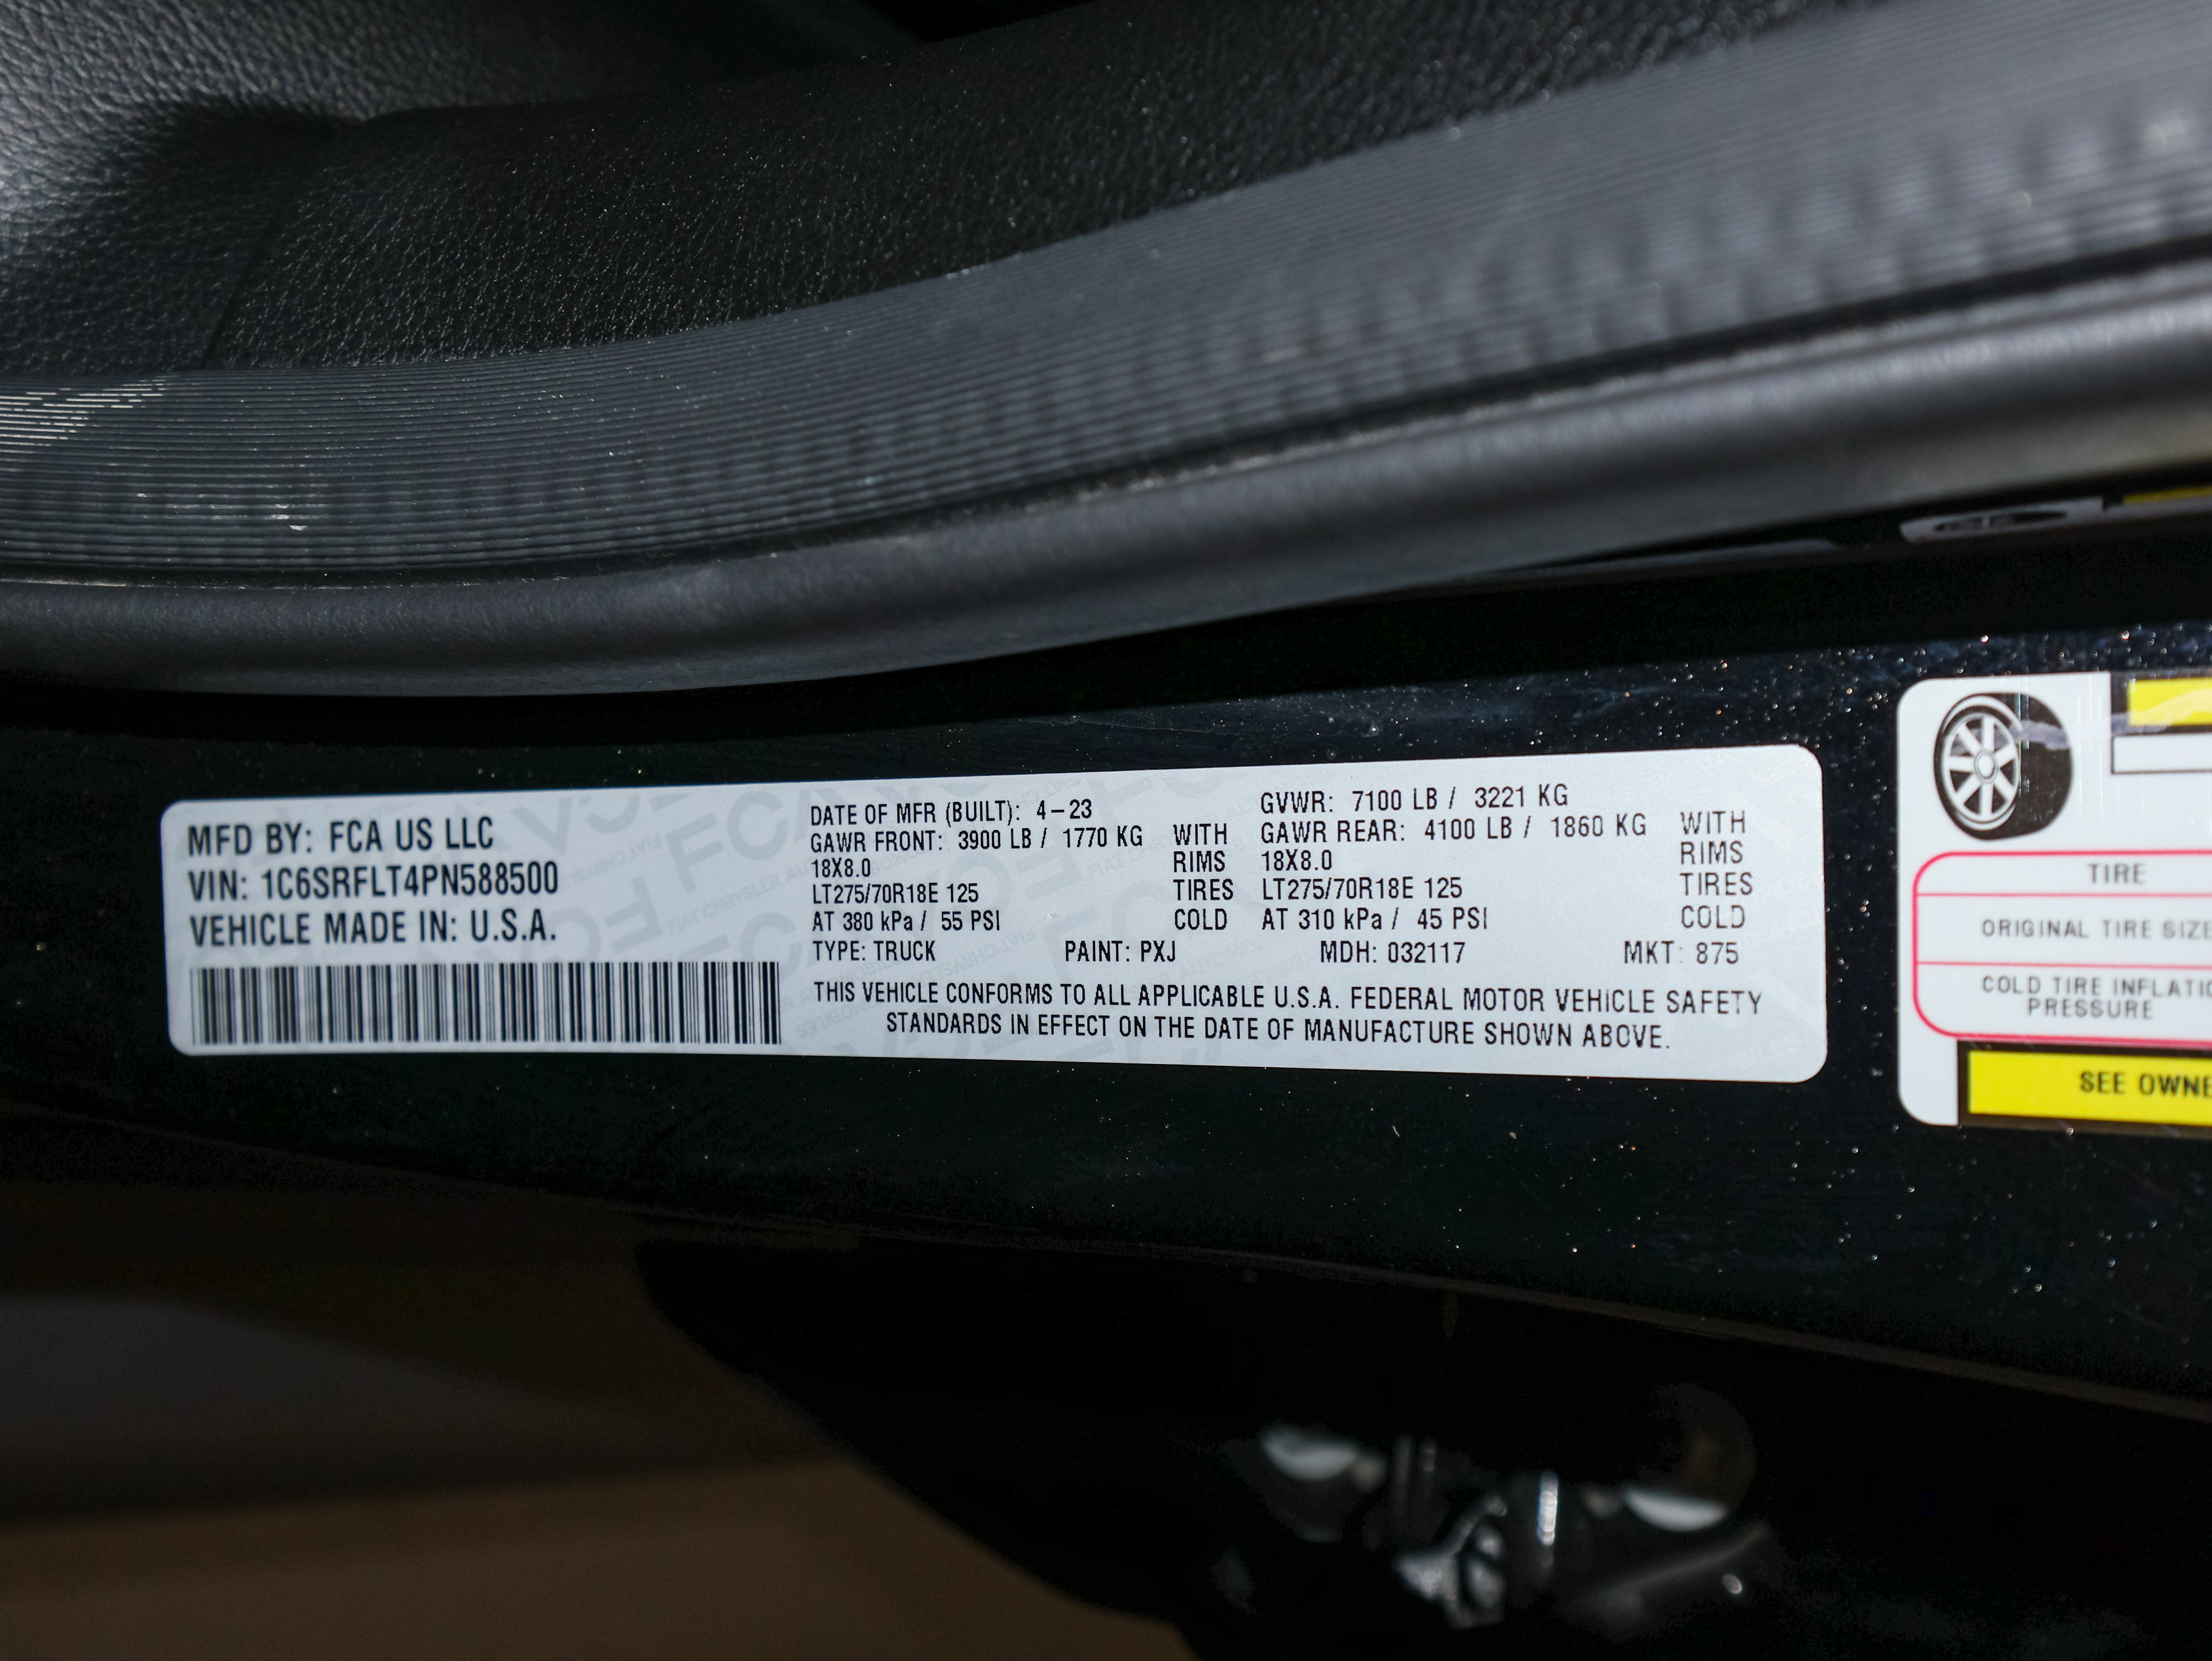 MFD BY: FCA US LLC
VIN: 1C6SRFLT4PN588500
VEHICLE MADE IN: U.S.A.
DATE OF MFR (BUILT): 4-23
GAWR FRONT: 3900 LB / 1770 KG WITH
18X8.0 RIMS
LT275/70R18E 125 TIRES
AT 380 kPa / 55 PSI COLD
GVWR: 7100 LB / 3221 KG
GAWR REAR: 4100 LB / 1860 KG WITH
18X8.0 RIMS
LT275/70R18E 125 TIRES
AT 310 kPa / 45 PSI COLD
TYPE: TRUCK PAINT: PXJ MDH: 032117 MKT: 875
THIS VEHICLE CONFORMS TO ALL APPLICABLE U.S.A. FEDERAL MOTOR VEHICLE SAFETY
STANDARDS IN EFFECT ON THE DATE OF MANUFACTURE SHOWN ABOVE.
TIRE
ORIGINAL TIRE SIZE
COLD TIRE
PRESSURE
SEE